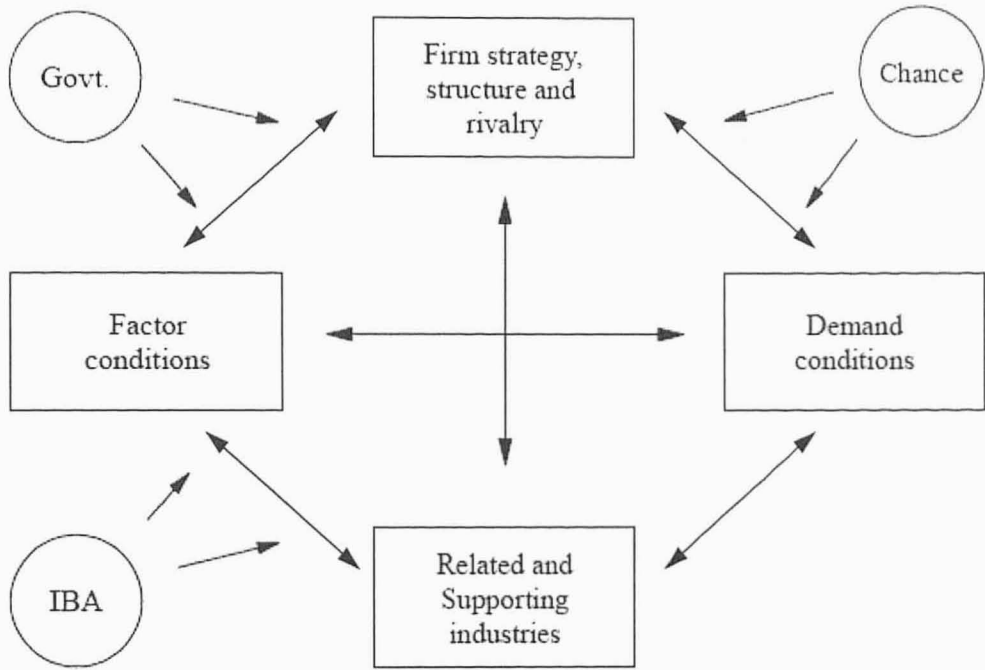 Govt.
Firm strategy,
structure and
rivalry
Chance
Factor
conditions
Demand
conditions
IBA
Related and
Supporting
industries